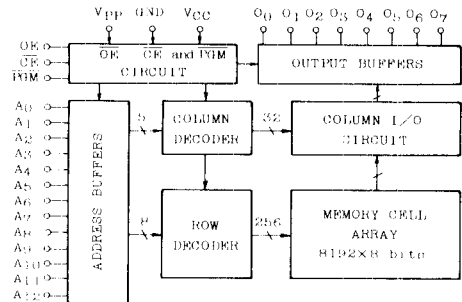 VPP GND VCC
O0 O1 O2 O3 O4 O5 O6 O7
OE
CE
PGM
OE CE and PGM
CIRCUIT
OUTPUT BUFFERS
A0
A1
A2
A3
A4
A5
A6
A7
A8
A9
A10
A11
A12
ADDRESS BUFFERS
5
COLUMN
DECODER
32
COLUMN I/O
CIRCUIT
8
ROW
DECODER
256
MEMORY CELL
ARRAY
8192×8 bits